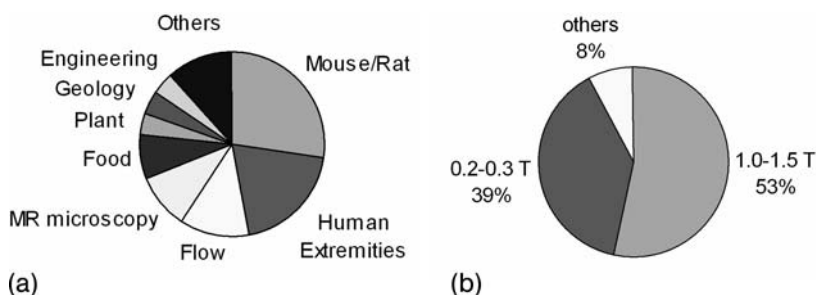 Others
Engineering
Geology
Plant
Food
MR microscopy
Flow
Human
Extremities
Mouse/Rat
(a)
others
8%
0.2-0.3 T
39%
1.0-1.5 T
53%
(b)